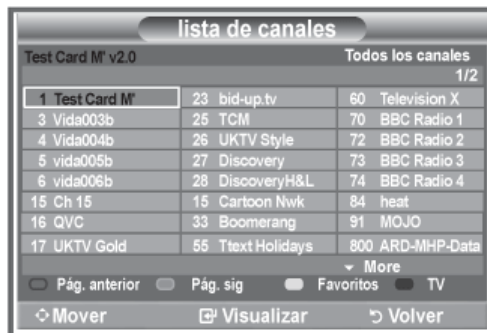 lista de canales
Test Card M' v2.0 Todos los canales
1/2
1 Test Card M' 23 bid-up.tv 60 Television X
3 Vida003b 25 TCM 70 BBC Radio 1
4 Vida004b 26 UKTV Style 72 BBC Radio 2
5 vida005b 27 Discovery 73 BBC Radio 3
6 vida006b 28 DiscoveryH&L 74 BBC Radio 4
15 Ch 15 15 Cartoon Nwk 84 heat
16 QVC 33 Boomerang 91 MOJO
17 UKTV Gold 55 Ttext Holidays 800 ARD-MHP-Data
More
Pág. anterior Pág. sig Favoritos TV
Mover Visualizar Volver